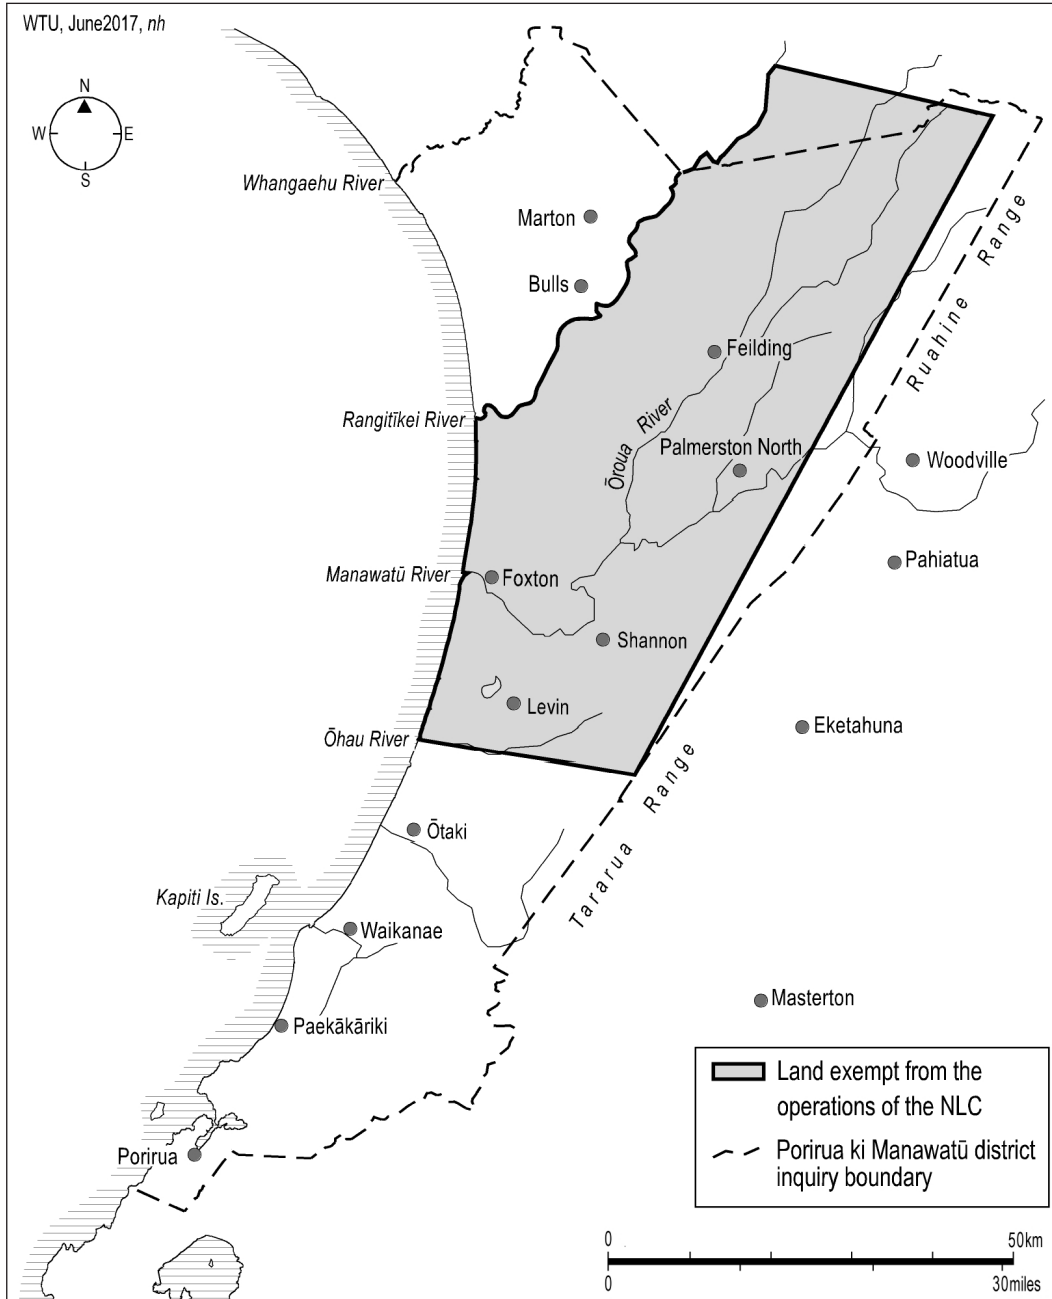 WTU, June2017, nh
N
W
E
S
Whangaehu River
Marton
Bulls
Ruahine Range
Feilding
Rangitīkei River
Ōroua River
Palmerston North
Woodville
Manawatū River
Foxton
Pahiatua
Shannon
Levin
Ōhau River
Eketahuna
Tararua Range
Ōtaki
Kapiti Is.
Waikanae
Masterton
Paekākāriki
Porirua
Land exempt from the
operations of the NLC
Porirua ki Manawatū district
inquiry boundary
0
50km
0
30miles